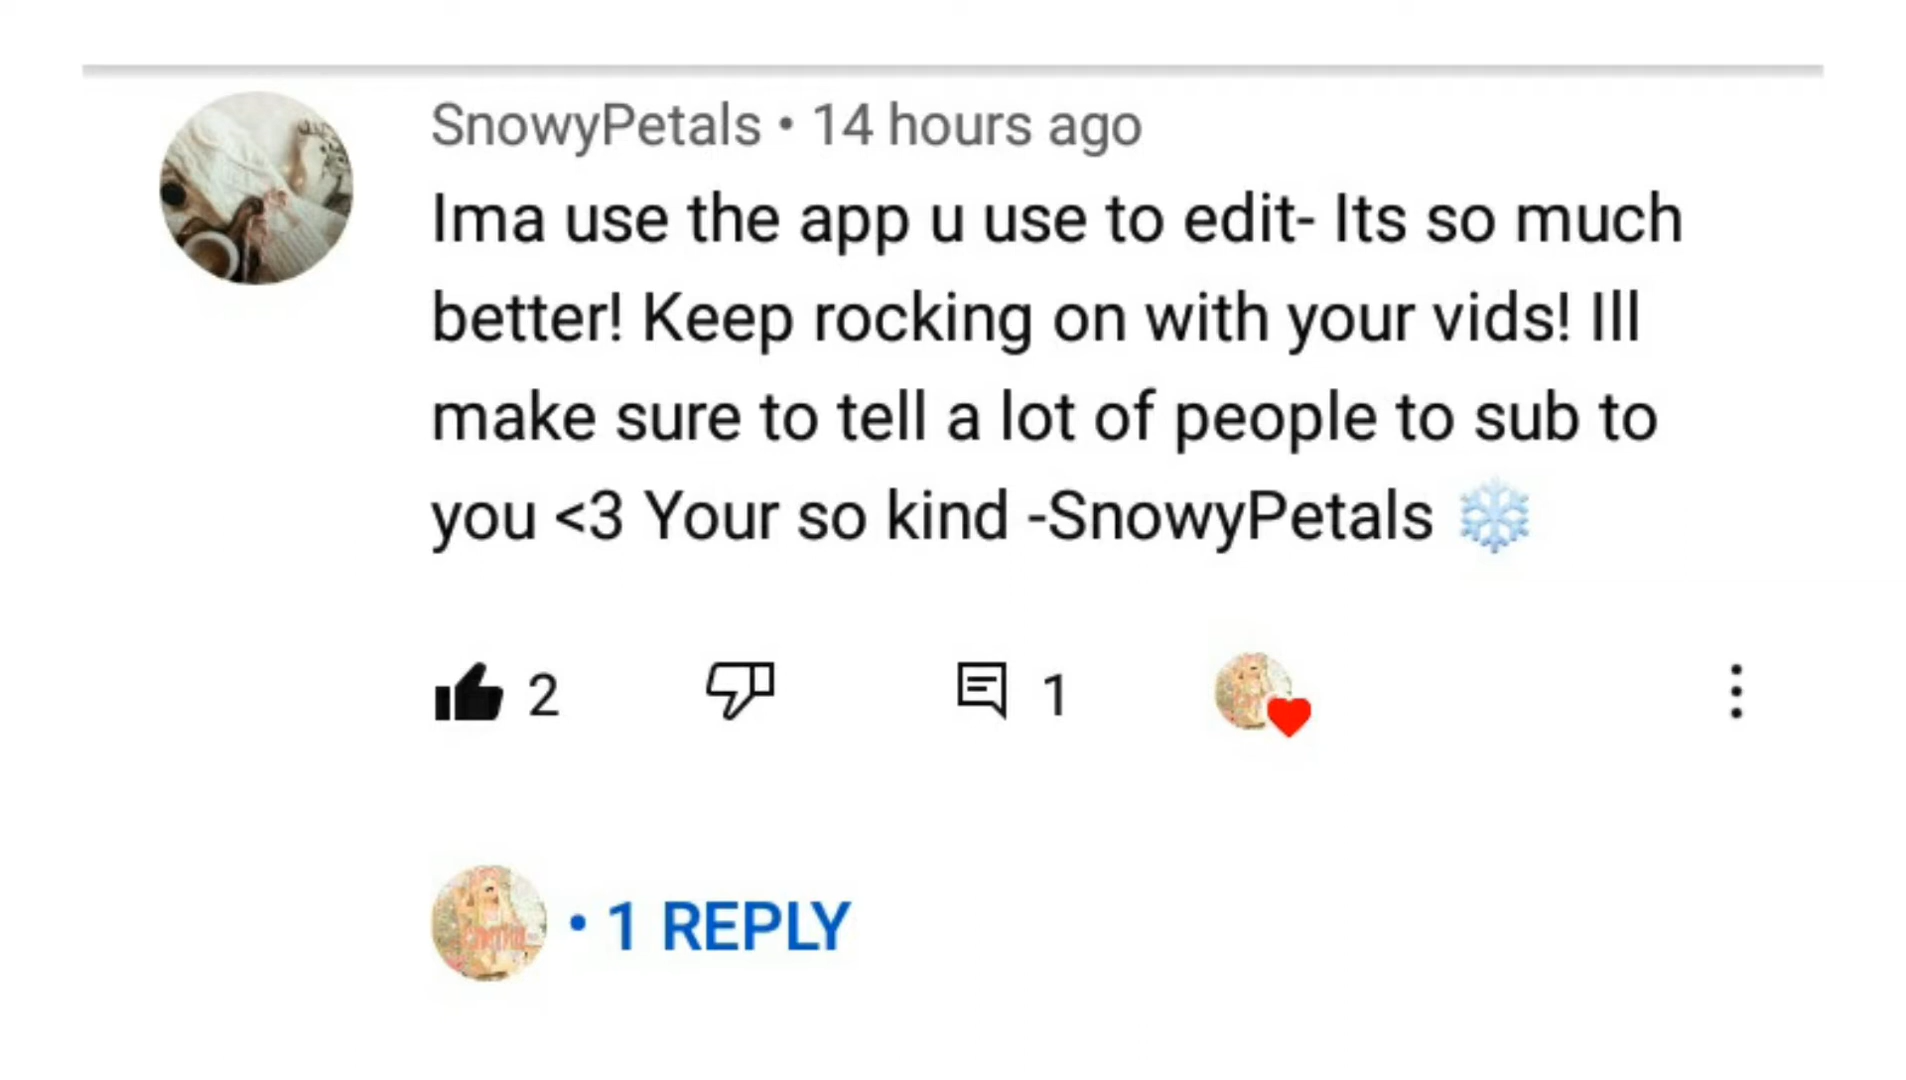 SnowyPetals • 14 hours ago
Ima use the app u use to edit- Its so much
better! Keep rocking on with your vids! Ill
make sure to tell a lot of people to sub to
you <3 Your so kind -SnowyPetals ❄️
2
1
• 1 REPLY